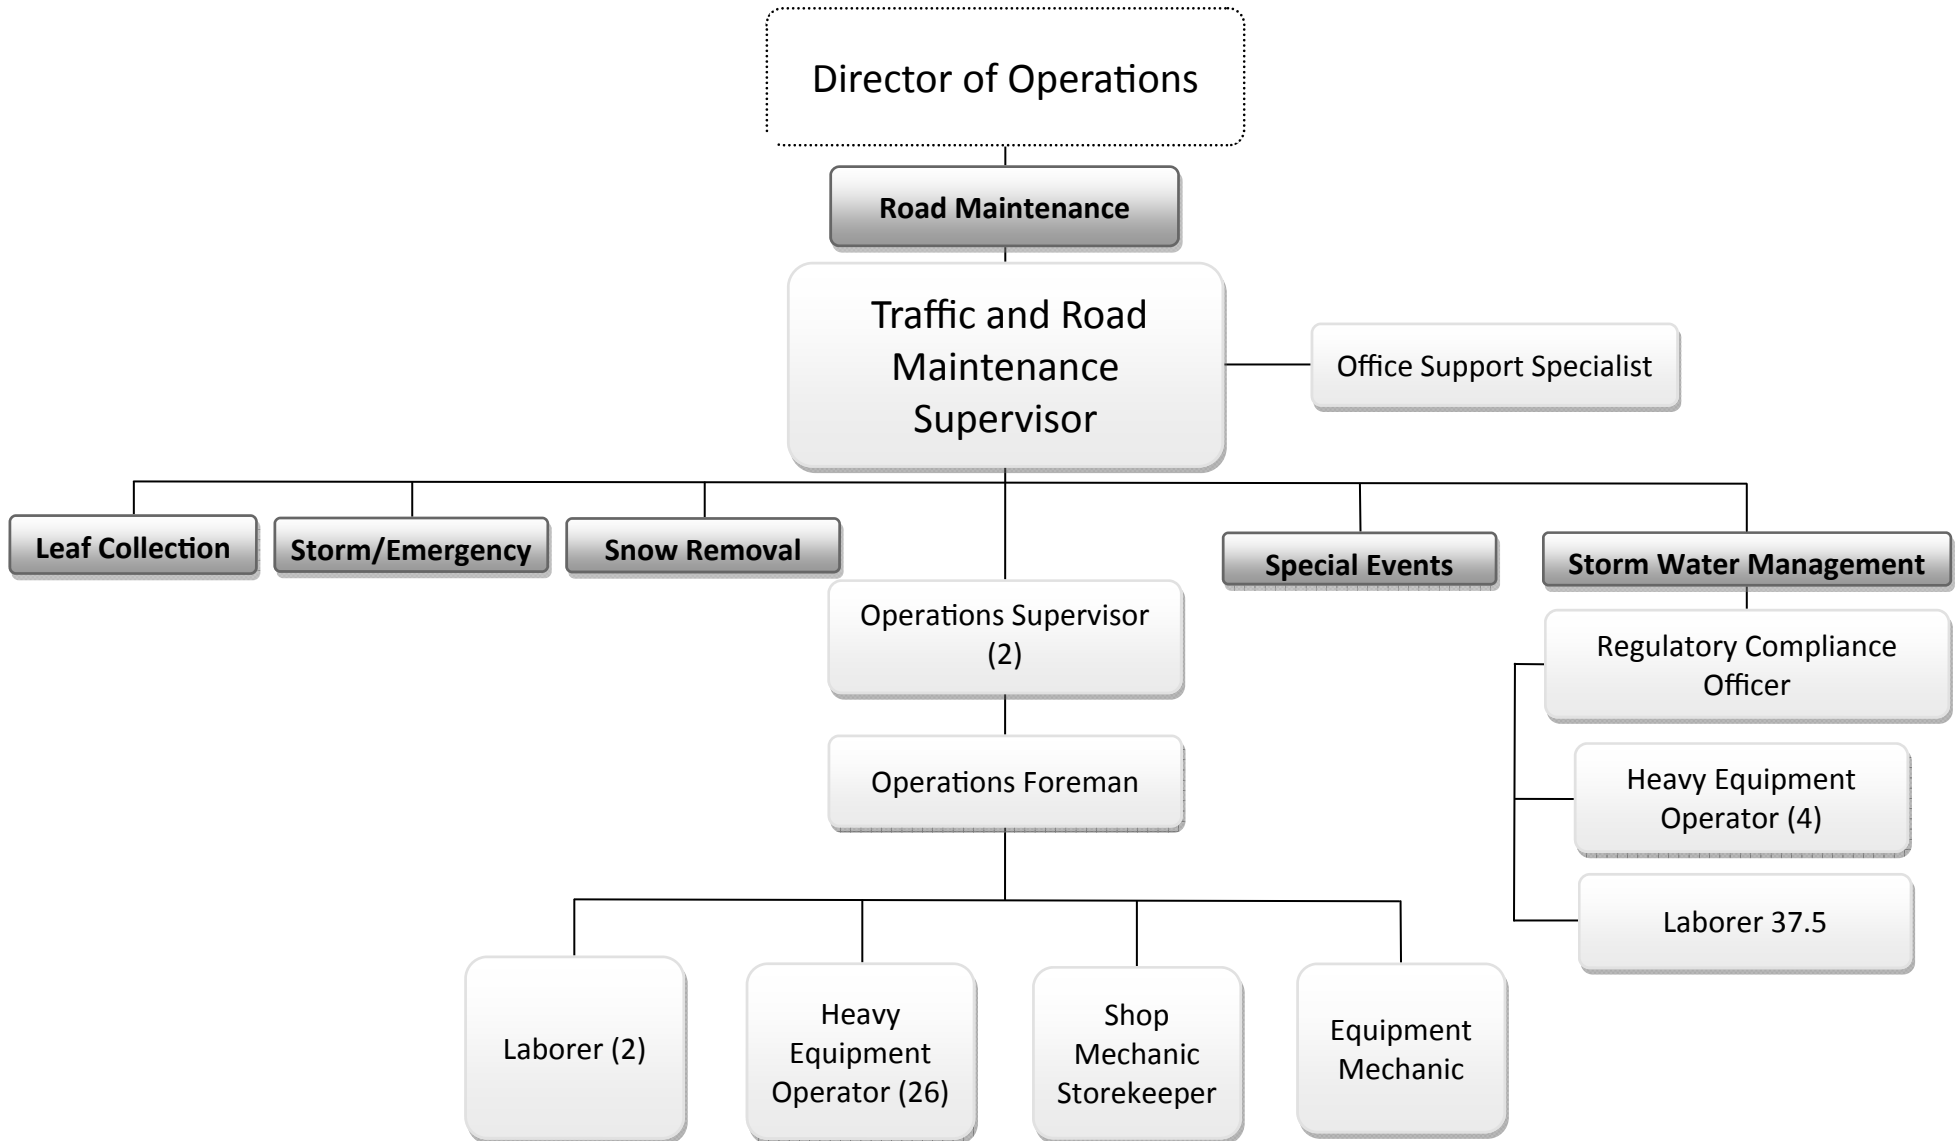 Director of Operations
Road Maintenance
Traffic and Road
Maintenance
Supervisor
Office Support Specialist
Leaf Collection
Storm/Emergency
Snow Removal
Special Events
Storm Water Management
Operations Supervisor
(2)
Regulatory Compliance
Officer
Operations Foreman
Heavy Equipment
Operator (4)
Laborer 37.5
Laborer (2)
Heavy
Equipment
Operator (26)
Shop
Mechanic
Storekeeper
Equipment
Mechanic